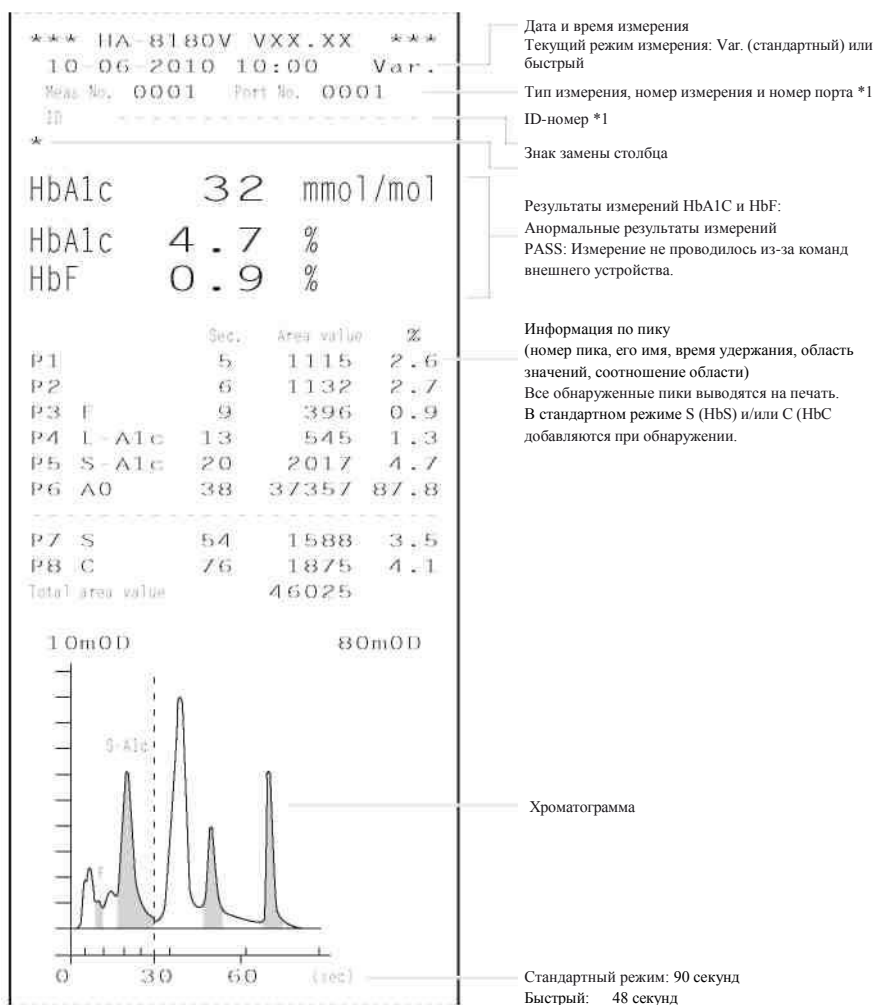 *** HA-8180V VXX.XX ***
10-06-2010 10:00 Var.
Meas No. 0001 Port No. 0001
ID - - - - - - - - - - - - - - - - - -
*
HbA1c 32 mmol/mol
HbA1c 4.7 %
HbF 0.9 %
Sec. Area value %
P1 5 1115 2.6
P2 6 1132 2.7
P3 F 9 396 0.9
P4 L-A1c 13 545 1.3
P5 S-A1c 20 2017 4.7
P6 A0 38 37357 87.8
P7 S 54 1588 3.5
P8 C 76 1875 4.1
Total area value 46025
10mOD 80mOD
S-A1c
F
0 30 60 (sec)
Дата и время измерения
Текущий режим измерения: Var. (стандартный) или
быстрый
Тип измерения, номер измерения и номер порта *1
ID-номер *1
Знак замены столбца
Результаты измерений HbA1C и HbF:
Анормальные результаты измерений
PASS: Измерение не проводилось из-за команд
внешнего устройства.
Информация по пику
(номер пика, его имя, время удержания, область
значений, соотношение области)
Все обнаруженные пики выводятся на печать.
В стандартном режиме S (HbS) и/или C (HbC
добавляются при обнаружении.
Хроматограмма
Стандартный режим: 90 секунд
Быстрый: 48 секунд